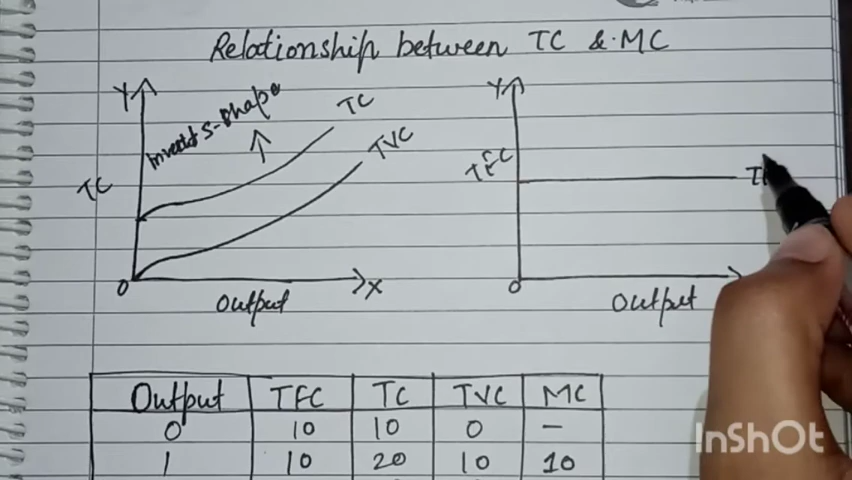 Relationship between TC & MC
Y
Inverted S-shape
TC
TVC
TC
O
Output
X
Y
TFC
O
Output
Output TFC TC TVC MC
0 10 10 0 –
1 10 20 10 10
InShot